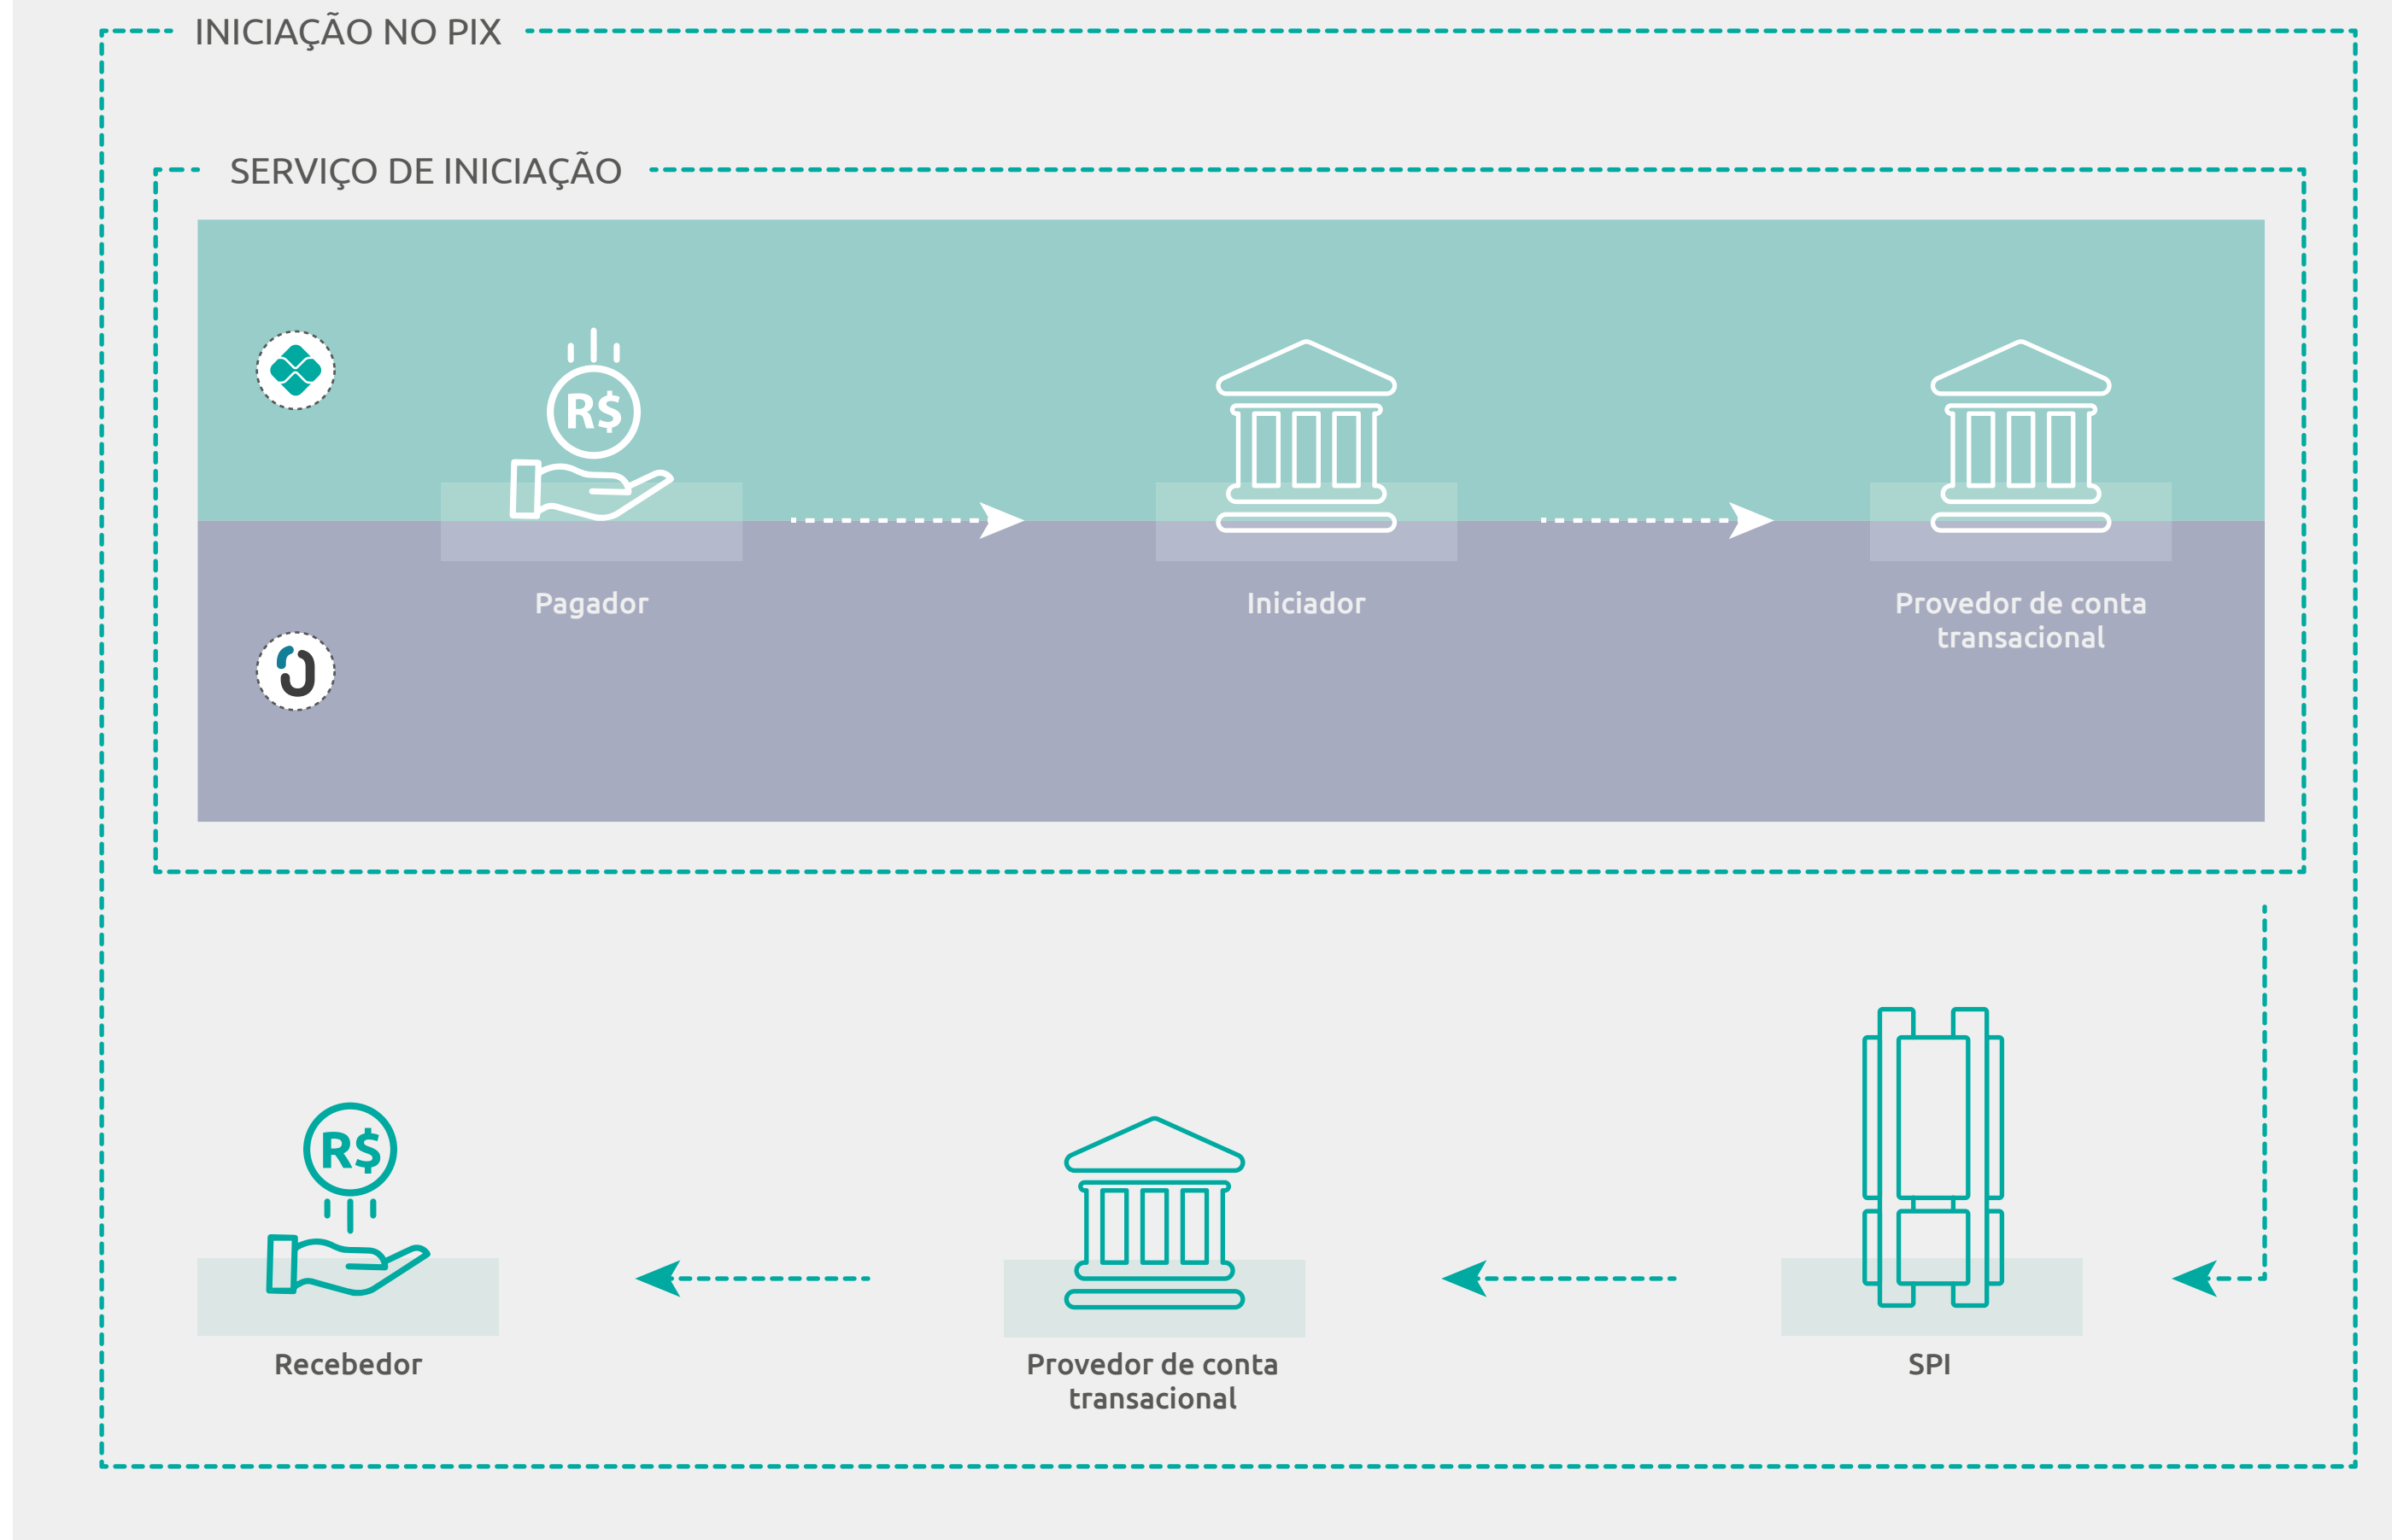 INICIAÇÃO NO PIX
SERVIÇO DE INICIAÇÃO
R$
Pagador
Iniciador
Provedor de conta
transacional
R$
Recebedor
Provedor de conta
transacional
SPI